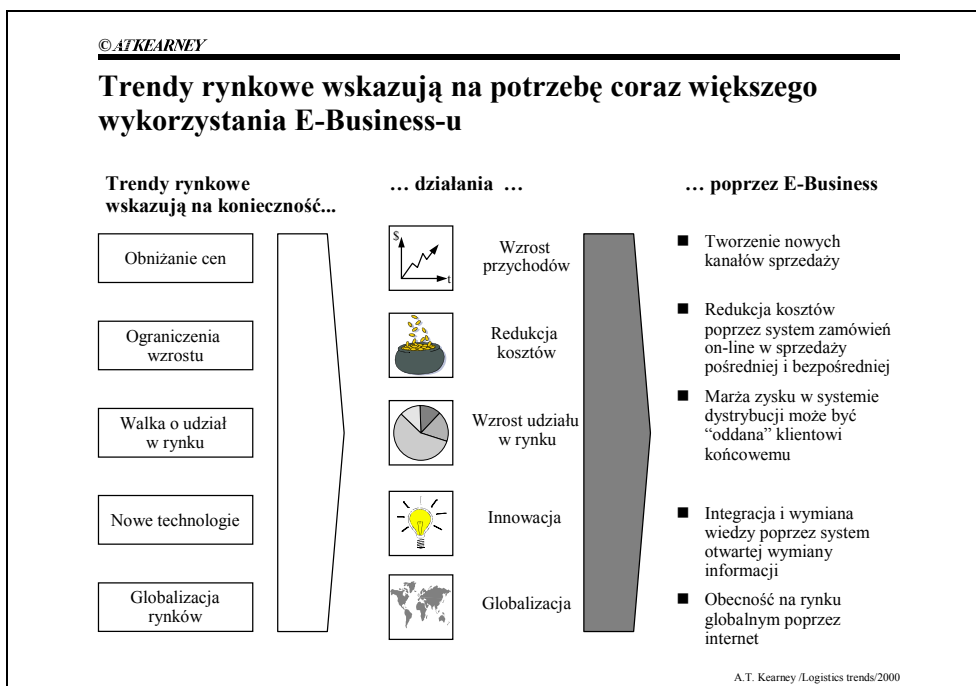 © ATKEARNEY
Trendy rynkowe wskazują na potrzebę coraz większego
wykorzystania E-Business-u
Trendy rynkowe
wskazują na konieczność...
… działania …
… poprzez E-Business
Obniżanie cen
Ograniczenia
wzrostu
Walka o udział
w rynku
Nowe technologie
Globalizacja
rynków
$
t
Wzrost
przychodów
Redukcja
kosztów
Wzrost udziału
w rynku
Innowacja
Globalizacja
■ Tworzenie nowych
kanałów sprzedaży
■ Redukcja kosztów
poprzez system zamówień
on-line w sprzedaży
pośredniej i bezpośredniej
■ Marża zysku w systemie
dystrybucji może być
“oddana” klientowi
końcowemu
■ Integracja i wymiana
wiedzy poprzez system
otwartej wymiany
informacji
■ Obecność na rynku
globalnym poprzez
internet
A.T. Kearney /Logistics trends/2000